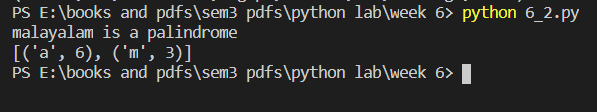 PS E:\books and pdfs\sem3 pdfs\python lab\week 6> python 6_2.py
malayalam is a palindrome
[('a', 6), ('m', 3)]
PS E:\books and pdfs\sem3 pdfs\python lab\week 6>